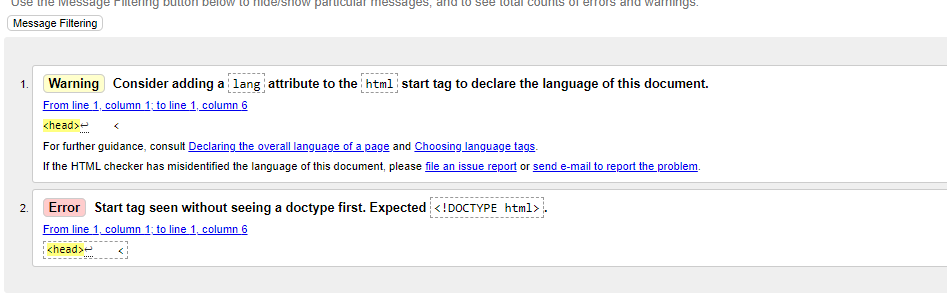 Use the Message Filtering button below to hide/show particular messages, and to see total counts of errors and warnings.
Message Filtering
1. Warning Consider adding a lang attribute to the html start tag to declare the language of this document.
From line 1, column 1; to line 1, column 6
<head>↩    <
For further guidance, consult Declaring the overall language of a page and Choosing language tags.
If the HTML checker has misidentified the language of this document, please file an issue report or send e-mail to report the problem.
2. Error Start tag seen without seeing a doctype first. Expected <!DOCTYPE html>.
From line 1, column 1; to line 1, column 6
<head>↩    <